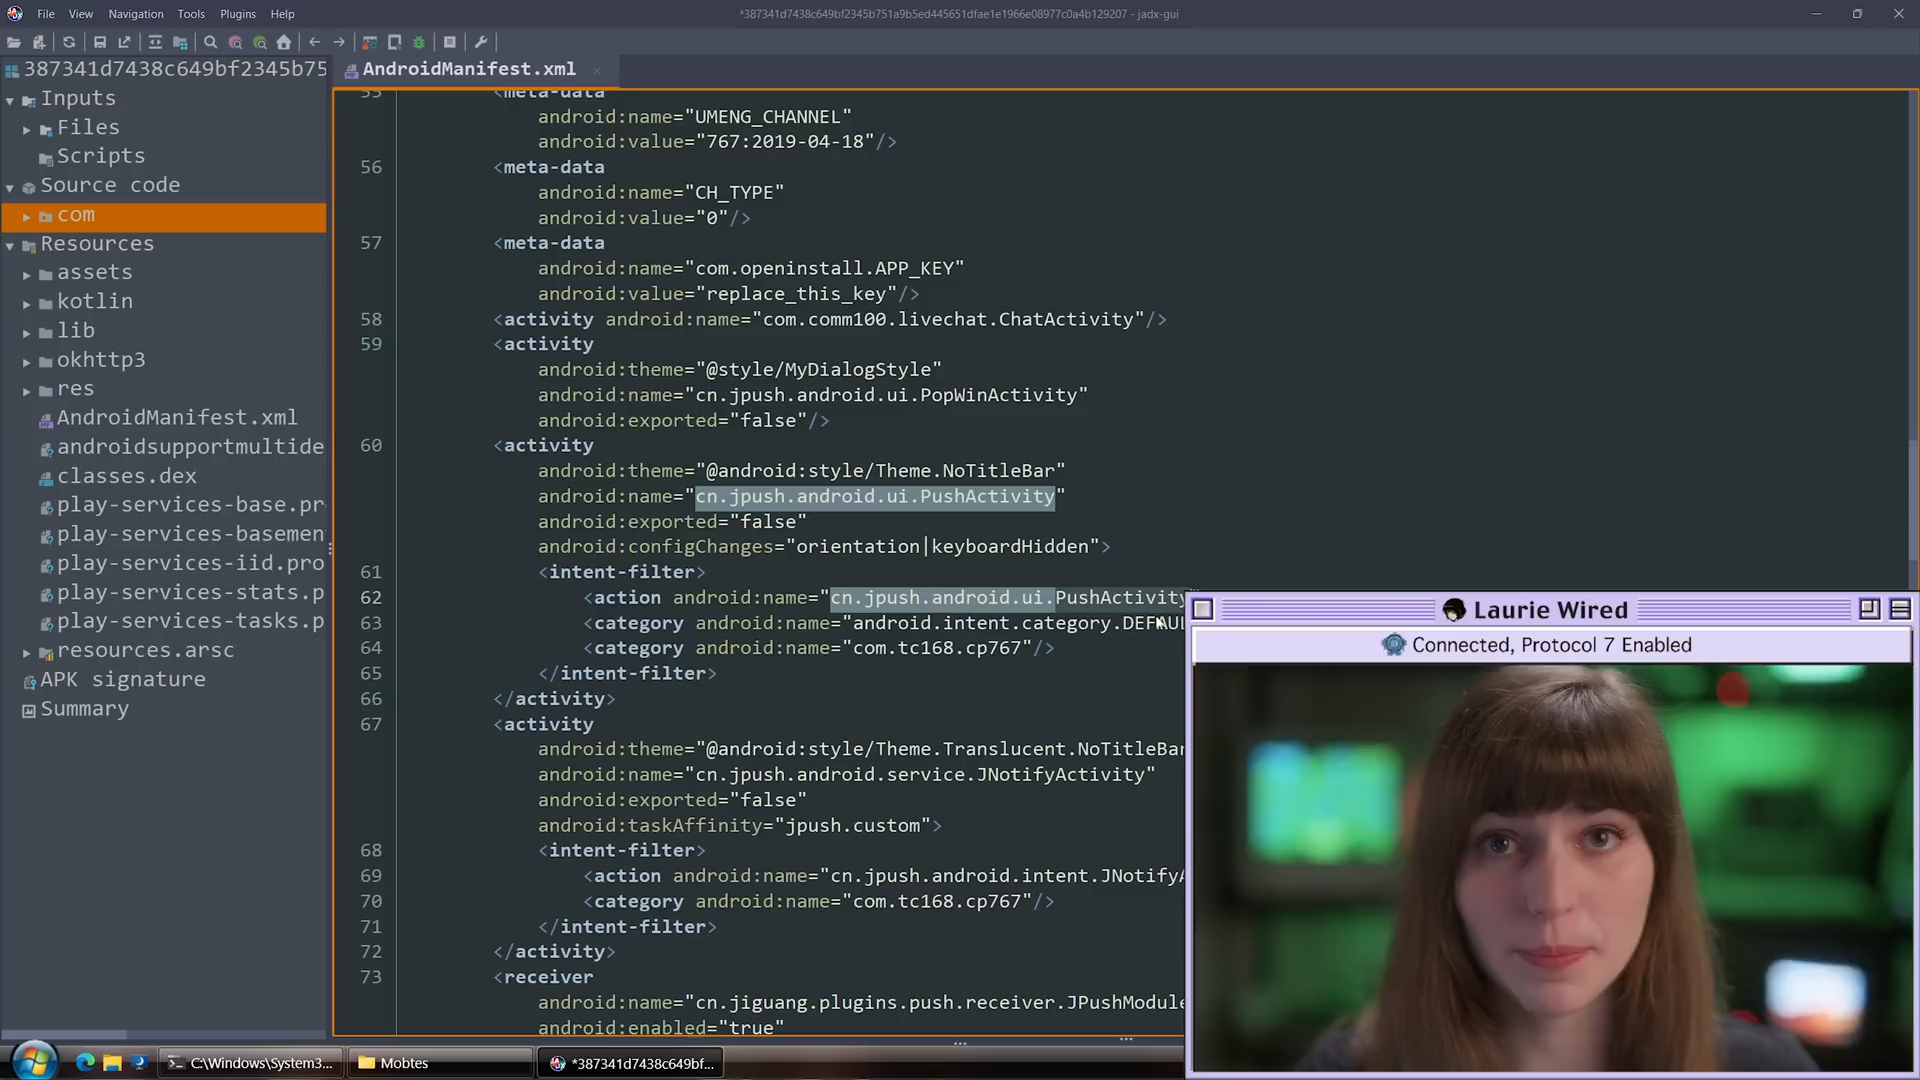 File View Navigation Tools Plugins Help
*387341d7438c649bf2345b751a9b5ed445651dfae1e1966e08977c0a4b129207 - jadx-gui
387341d7438c649bf2345b75
Inputs
Files
Scripts
Source code
com
Resources
assets
kotlin
lib
okhttp3
res
AndroidManifest.xml
androidsupportmultide
classes.dex
play-services-base.pr
play-services-basemen
play-services-iid.pro
play-services-stats.p
play-services-tasks.p
resources.arsc
APK signature
Summary
AndroidManifest.xml
55 <meta-data
android:name="UMENG_CHANNEL"
android:value="767:2019-04-18"/>
56 <meta-data
android:name="CH_TYPE"
android:value="0"/>
57 <meta-data
android:name="com.openinstall.APP_KEY"
android:value="replace_this_key"/>
58 <activity android:name="com.comm100.livechat.ChatActivity"/>
59 <activity
android:theme="@style/MyDialogStyle"
android:name="cn.jpush.android.ui.PopWinActivity"
android:exported="false"/>
60 <activity
android:theme="@android:style/Theme.NoTitleBar"
android:name="cn.jpush.android.ui.PushActivity"
android:exported="false"
android:configChanges="orientation|keyboardHidden">
61 <intent-filter>
62 <action android:name="cn.jpush.android.ui.PushActivity"
63 <category android:name="android.intent.category.DEFAUL
64 <category android:name="com.tc168.cp767"/>
65 </intent-filter>
66 </activity>
67 <activity
android:theme="@android:style/Theme.Translucent.NoTitleBar
android:name="cn.jpush.android.service.JNotifyActivity"
android:exported="false"
android:taskAffinity="jpush.custom">
68 <intent-filter>
69 <action android:name="cn.jpush.android.intent.JNotifyA
70 <category android:name="com.tc168.cp767"/>
71 </intent-filter>
72 </activity>
73 <receiver
android:name="cn.jiguang.plugins.push.receiver.JPushModule
android:enabled="true"
Laurie Wired
Connected, Protocol 7 Enabled
C:\Windows\System3...
Mobtes
*387341d7438c649bf...